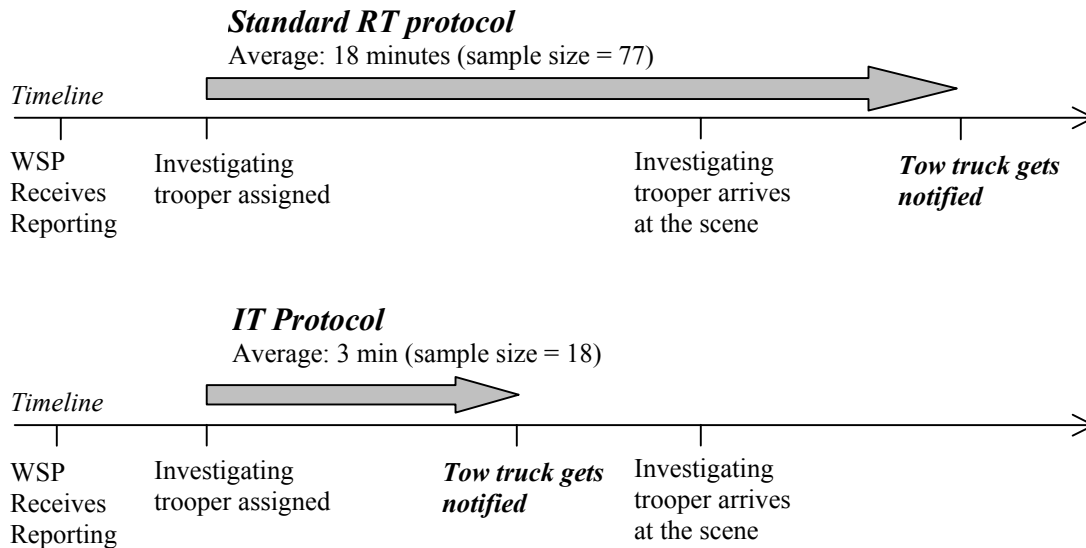 Standard RT protocol
Average: 18 minutes (sample size = 77)
Timeline
WSP
Receives
Reporting
Investigating
trooper assigned
Investigating
trooper arrives
at the scene
Tow truck gets
notified
IT Protocol
Average: 3 min (sample size = 18)
Timeline
WSP
Receives
Reporting
Investigating
trooper assigned
Tow truck gets
notified
Investigating
trooper arrives
at the scene